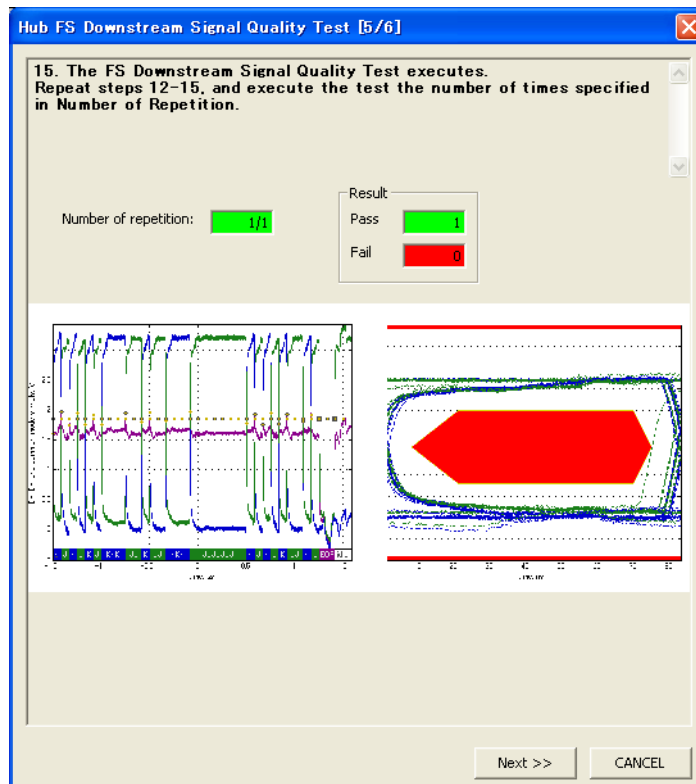 Hub FS Downstream Signal Quality Test [5/6]
15. The FS Downstream Signal Quality Test executes.
Repeat steps 12-15, and execute the test the number of times specified
in Number of Repetition.
Number of repetition: 1/1
Result
Pass 1
Fail 0
Next >>
CANCEL